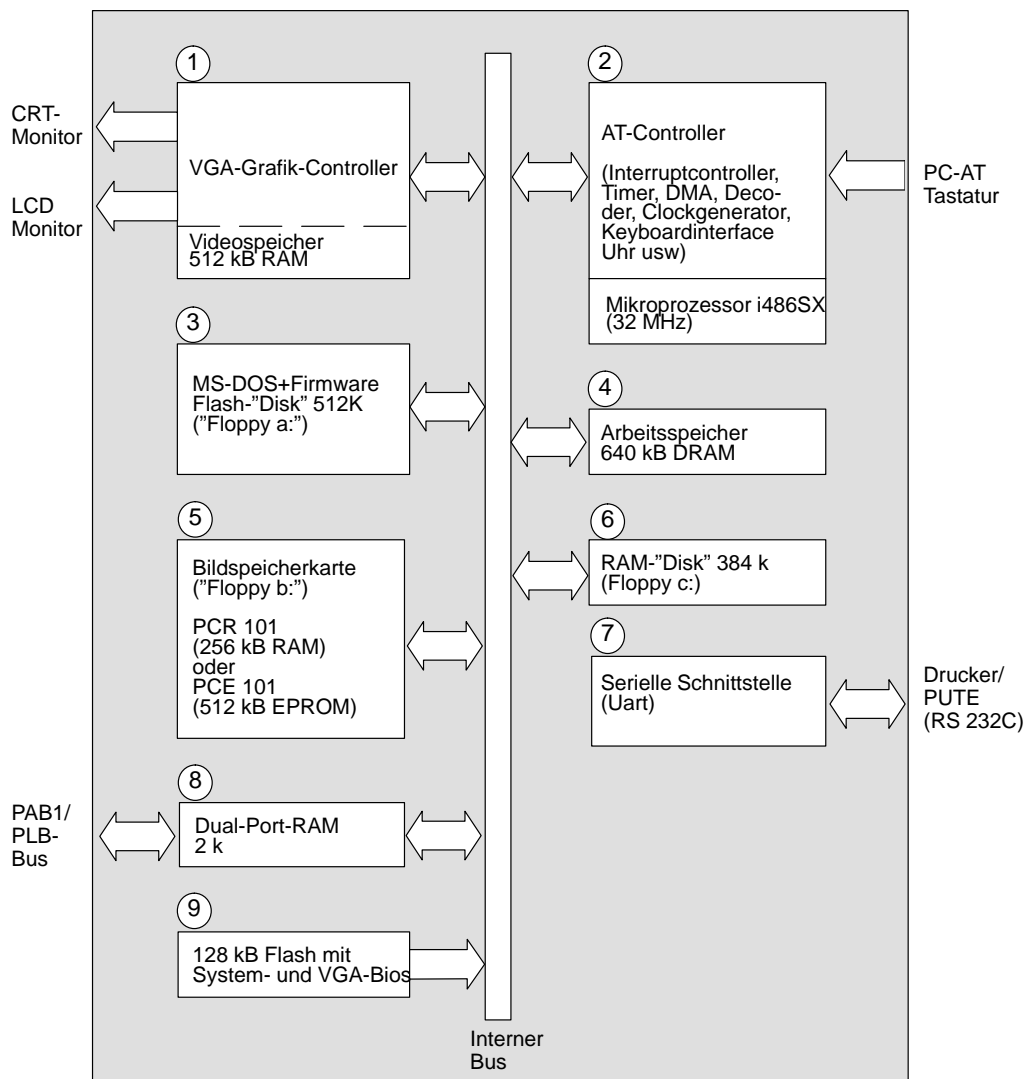 1
VGA-Grafik-Controller
Videospeicher
512 kB RAM
CRT-
Monitor
LCD
Monitor
2
AT-Controller
(Interruptcontroller,
Timer, DMA, Deco-
der, Clockgenerator,
Keyboardinterface
Uhr usw)
Mikroprozessor i486SX
(32 MHz)
PC-AT
Tastatur
3
MS-DOS+Firmware
Flash-”Disk” 512K
(”Floppy a:”)
4
Arbeitsspeicher
640 kB DRAM
5
Bildspeicherkarte
(”Floppy b:”)
PCR 101
(256 kB RAM)
oder
PCE 101
(512 kB EPROM)
6
RAM-”Disk” 384 k
(Floppy c:)
7
Serielle Schnittstelle
(Uart)
Drucker/
PUTE
(RS 232C)
8
Dual-Port-RAM
2 k
PAB1/
PLB-
Bus
9
128 kB Flash mit
System- und VGA-Bios
Interner
Bus